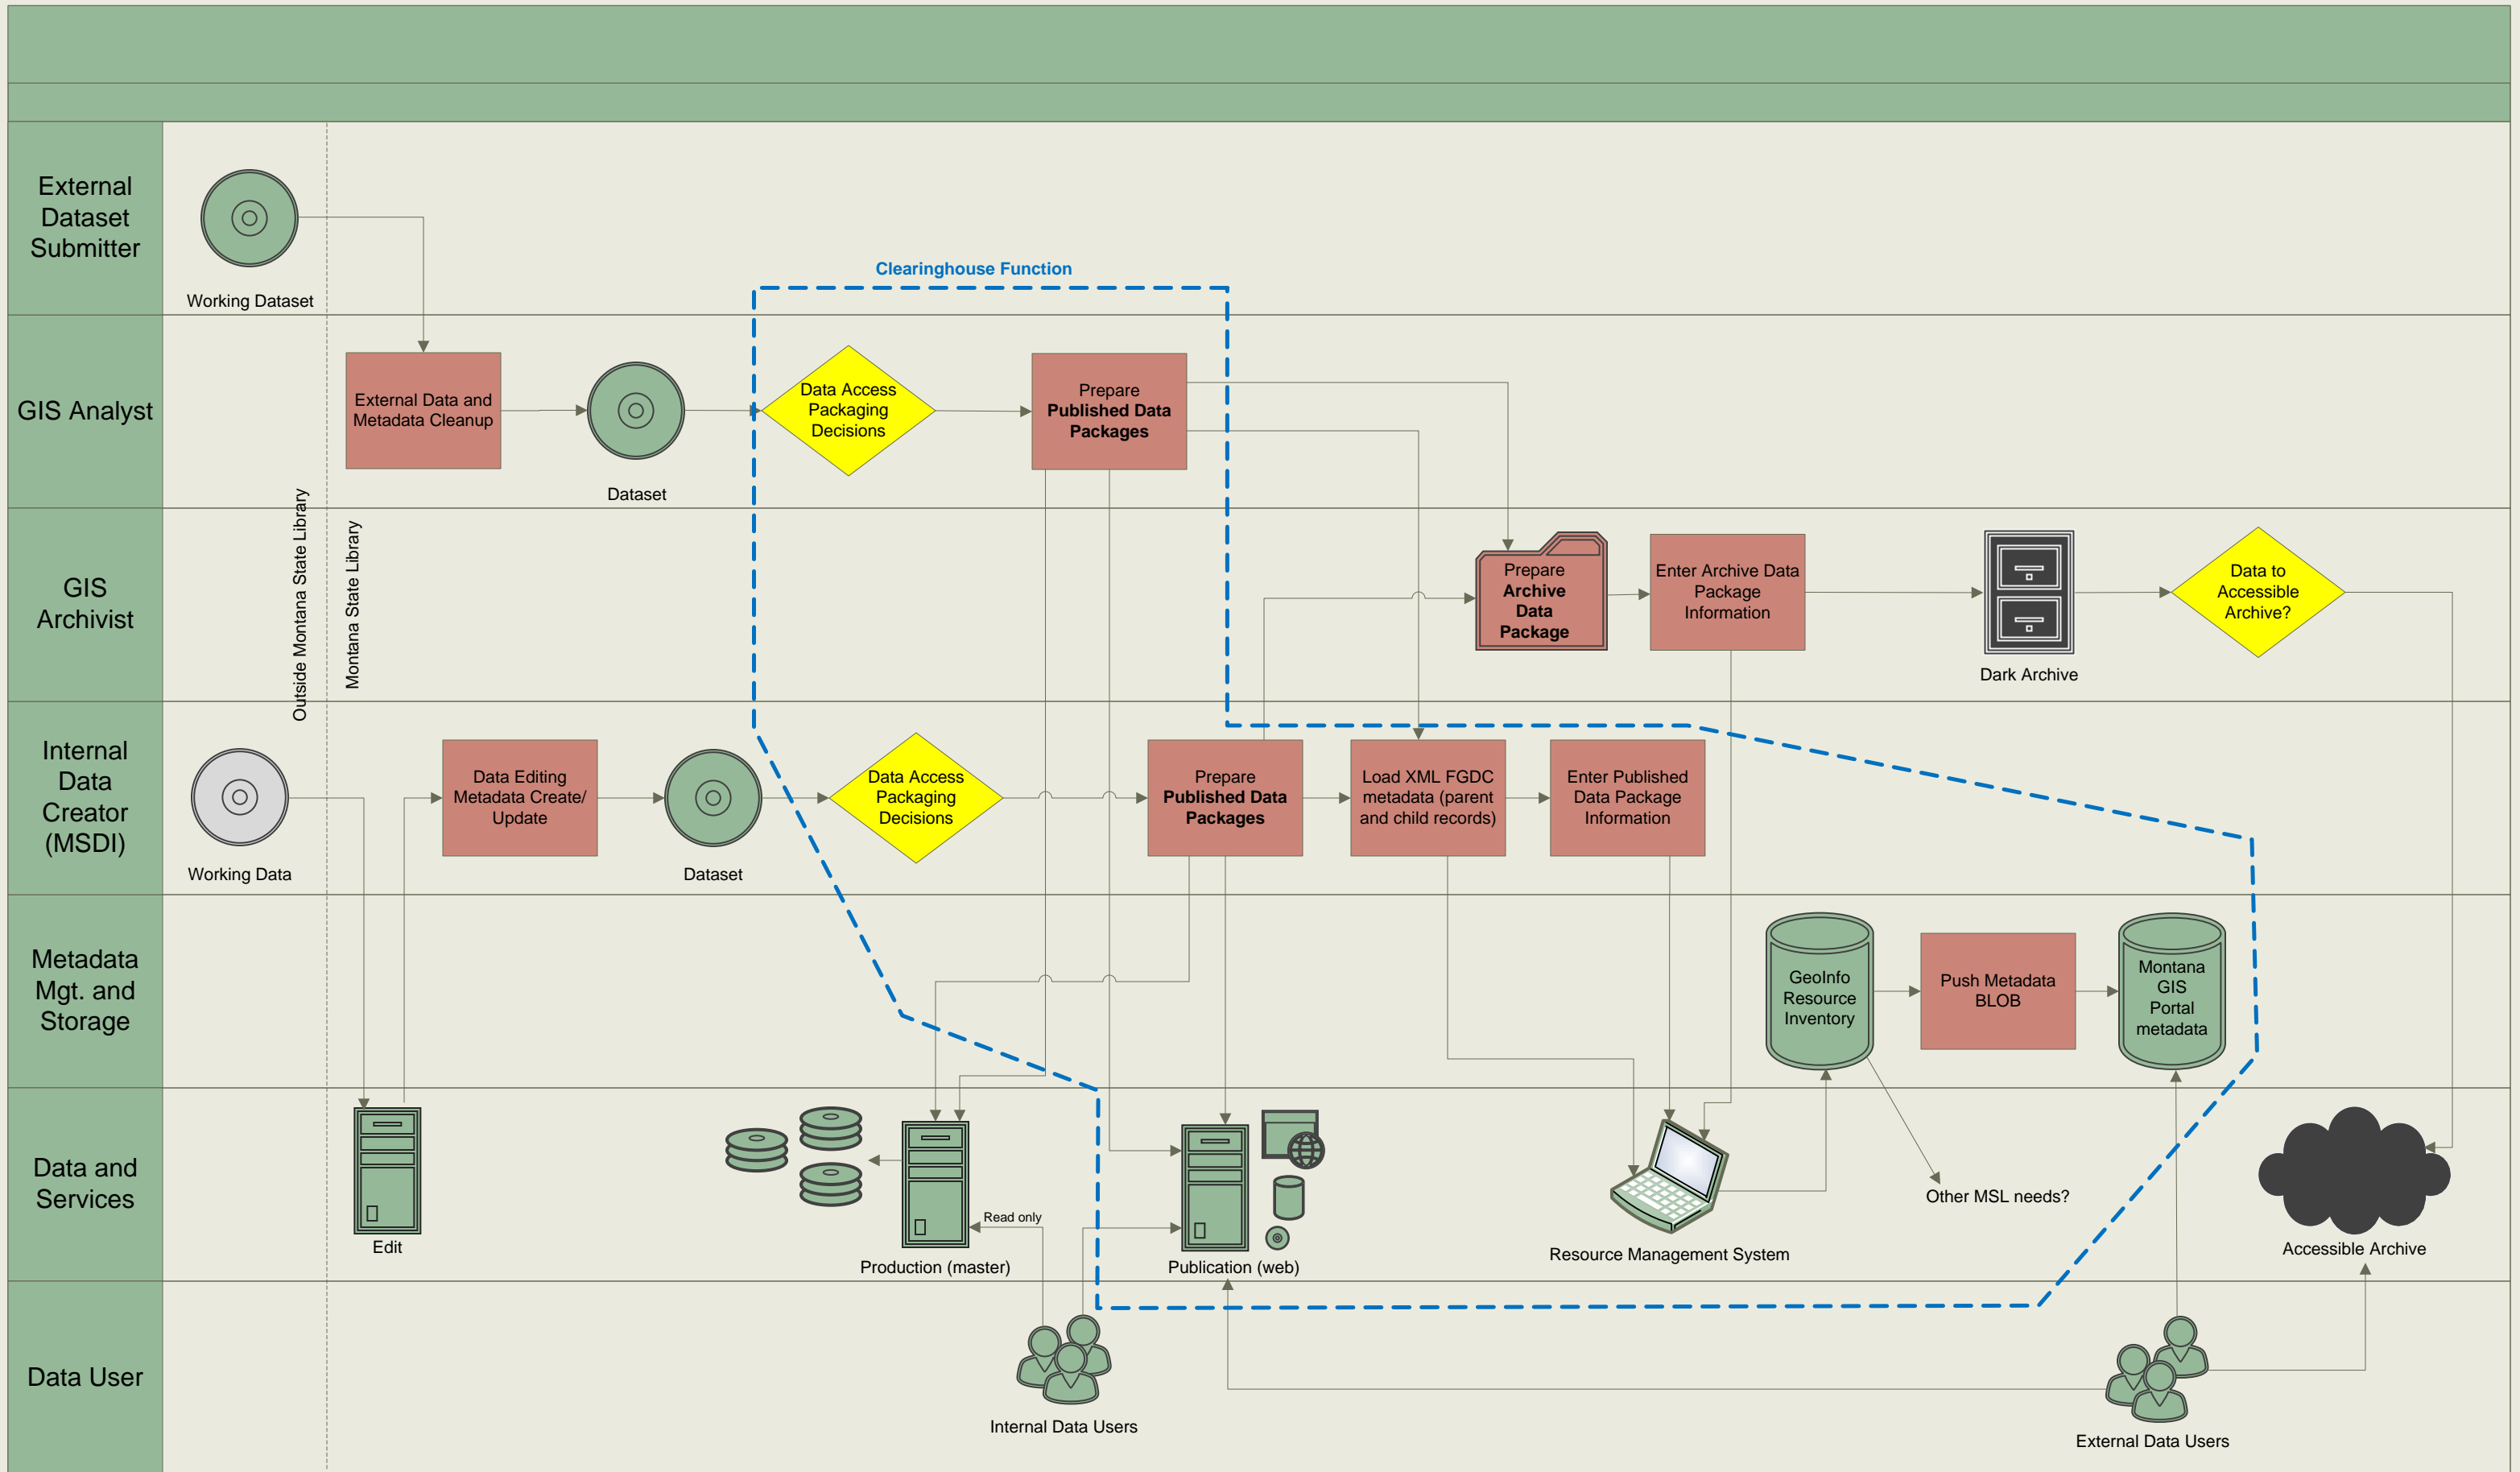 External
Dataset
Submitter
Working Dataset
Clearinghouse Function
GIS Analyst
External Data and
Metadata Cleanup
Dataset
Data Access
Packaging
Decisions
Prepare
Published Data
Packages
Outside Montana State Library
Montana State Library
GIS
Archivist
Prepare
Archive
Data
Package
Enter Archive Data
Package
Information
Dark Archive
Data to
Accessible
Archive?
Internal
Data
Creator
(MSDI)
Working Data
Data Editing
Metadata Create/
Update
Dataset
Data Access
Packaging
Decisions
Prepare
Published Data
Packages
Load XML FGDC
metadata (parent
and child records)
Enter Published
Data Package
Information
Metadata
Mgt. and
Storage
GeoInfo
Resource
Inventory
Push Metadata
BLOB
Montana
GIS
Portal
metadata
Data and
Services
Edit
Read only
Production (master)
Publication (web)
Resource Management System
Other MSL needs?
Accessible Archive
Data User
Internal Data Users
External Data Users